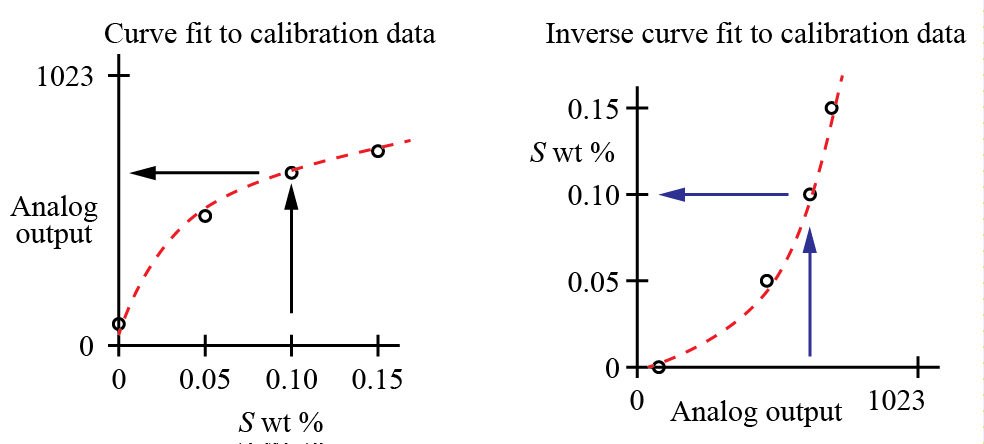 Curve fit to calibration data
1023
Analog
output
0
0 0.05 0.10 0.15
S wt %
Inverse curve fit to calibration data
0.15
S wt %
0.10
0.05
0
0 Analog output 1023